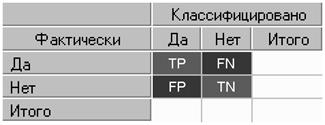 Классифицировано
Фактически Да Нет Итого
Да TP FN
Нет FP TN
Итого